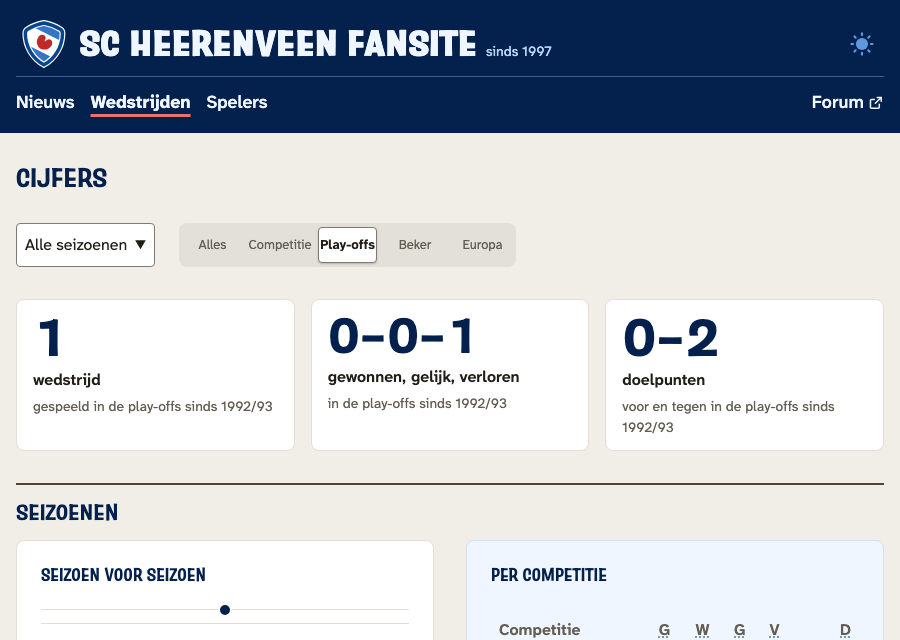 SC HEERENVEEN FANSITE sinds 1997
Nieuws Wedstrijden Spelers Forum
CIJFERS
Alle seizoenen ▼ Alles Competitie Play-offs Beker Europa
1
wedstrijd
gespeeld in de play-offs sinds 1992/93
0-0-1
gewonnen, gelijk, verloren
in de play-offs sinds 1992/93
0-2
doelpunten
voor en tegen in de play-offs sinds
1992/93
SEIZOENEN
SEIZOEN VOOR SEIZOEN
PER COMPETITIE
Competitie G W G V D